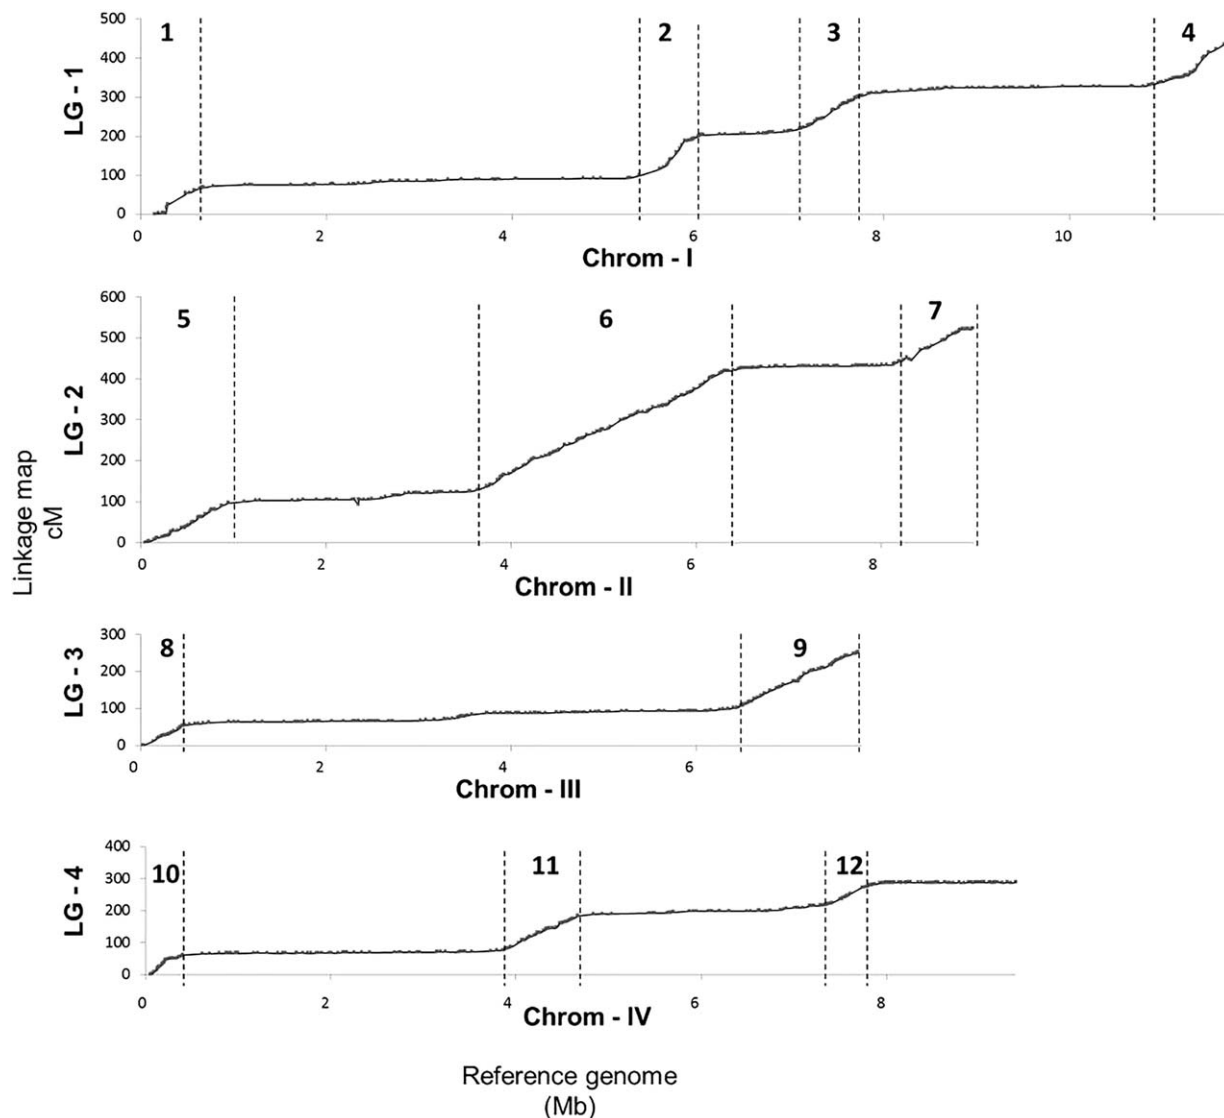 1 2 3 4
500
400
300
200
100
0
LG - 1
0 2 4 6 8 10
Chrom - I
5 6 7
600
500
400
300
200
100
0
LG - 2
0 2 4 6 8
Chrom - II
Linkage map
cM
8 9
300
200
100
0
LG - 3
0 2 4 6
Chrom - III
10 11 12
400
300
200
100
0
LG - 4
0 2 4 6 8
Chrom - IV
Reference genome
(Mb)